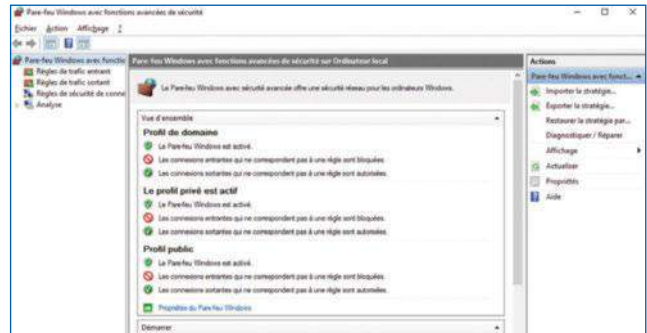 Pare-feu Windows avec fonctions avancées de sécurité
Fichier Action Affichage ?
Pare-feu Windows avec fonctio
Règles de trafic entrant
Règles de trafic sortant
Règles de sécurité de conne
Analyse
Pare-feu Windows avec fonctions avancées de sécurité sur Ordinateur local
Le Pare-feu Windows avec sécurité avancée offre une sécurité réseau pour les ordinateurs Windows.
Vue d'ensemble
Profil de domaine
Le Pare-feu Windows est activé.
Les connexions entrantes qui ne correspondent pas à une règle sont bloquées.
Les connexions sortantes qui ne correspondent pas à une règle sont autorisées.
Le profil privé est actif
Le Pare-feu Windows est activé.
Les connexions entrantes qui ne correspondent pas à une règle sont bloquées.
Les connexions sortantes qui ne correspondent pas à une règle sont autorisées.
Profil public
Le Pare-feu Windows est activé.
Les connexions entrantes qui ne correspondent pas à une règle sont bloquées.
Les connexions sortantes qui ne correspondent pas à une règle sont autorisées.
Propriétés du Pare-feu Windows
Démarrer
Actions
Pare-feu Windows avec fonct...
Importer la stratégie...
Exporter la stratégie...
Restaurer la stratégie par...
Diagnostiquer / Réparer
Affichage
Actualiser
Propriétés
Aide